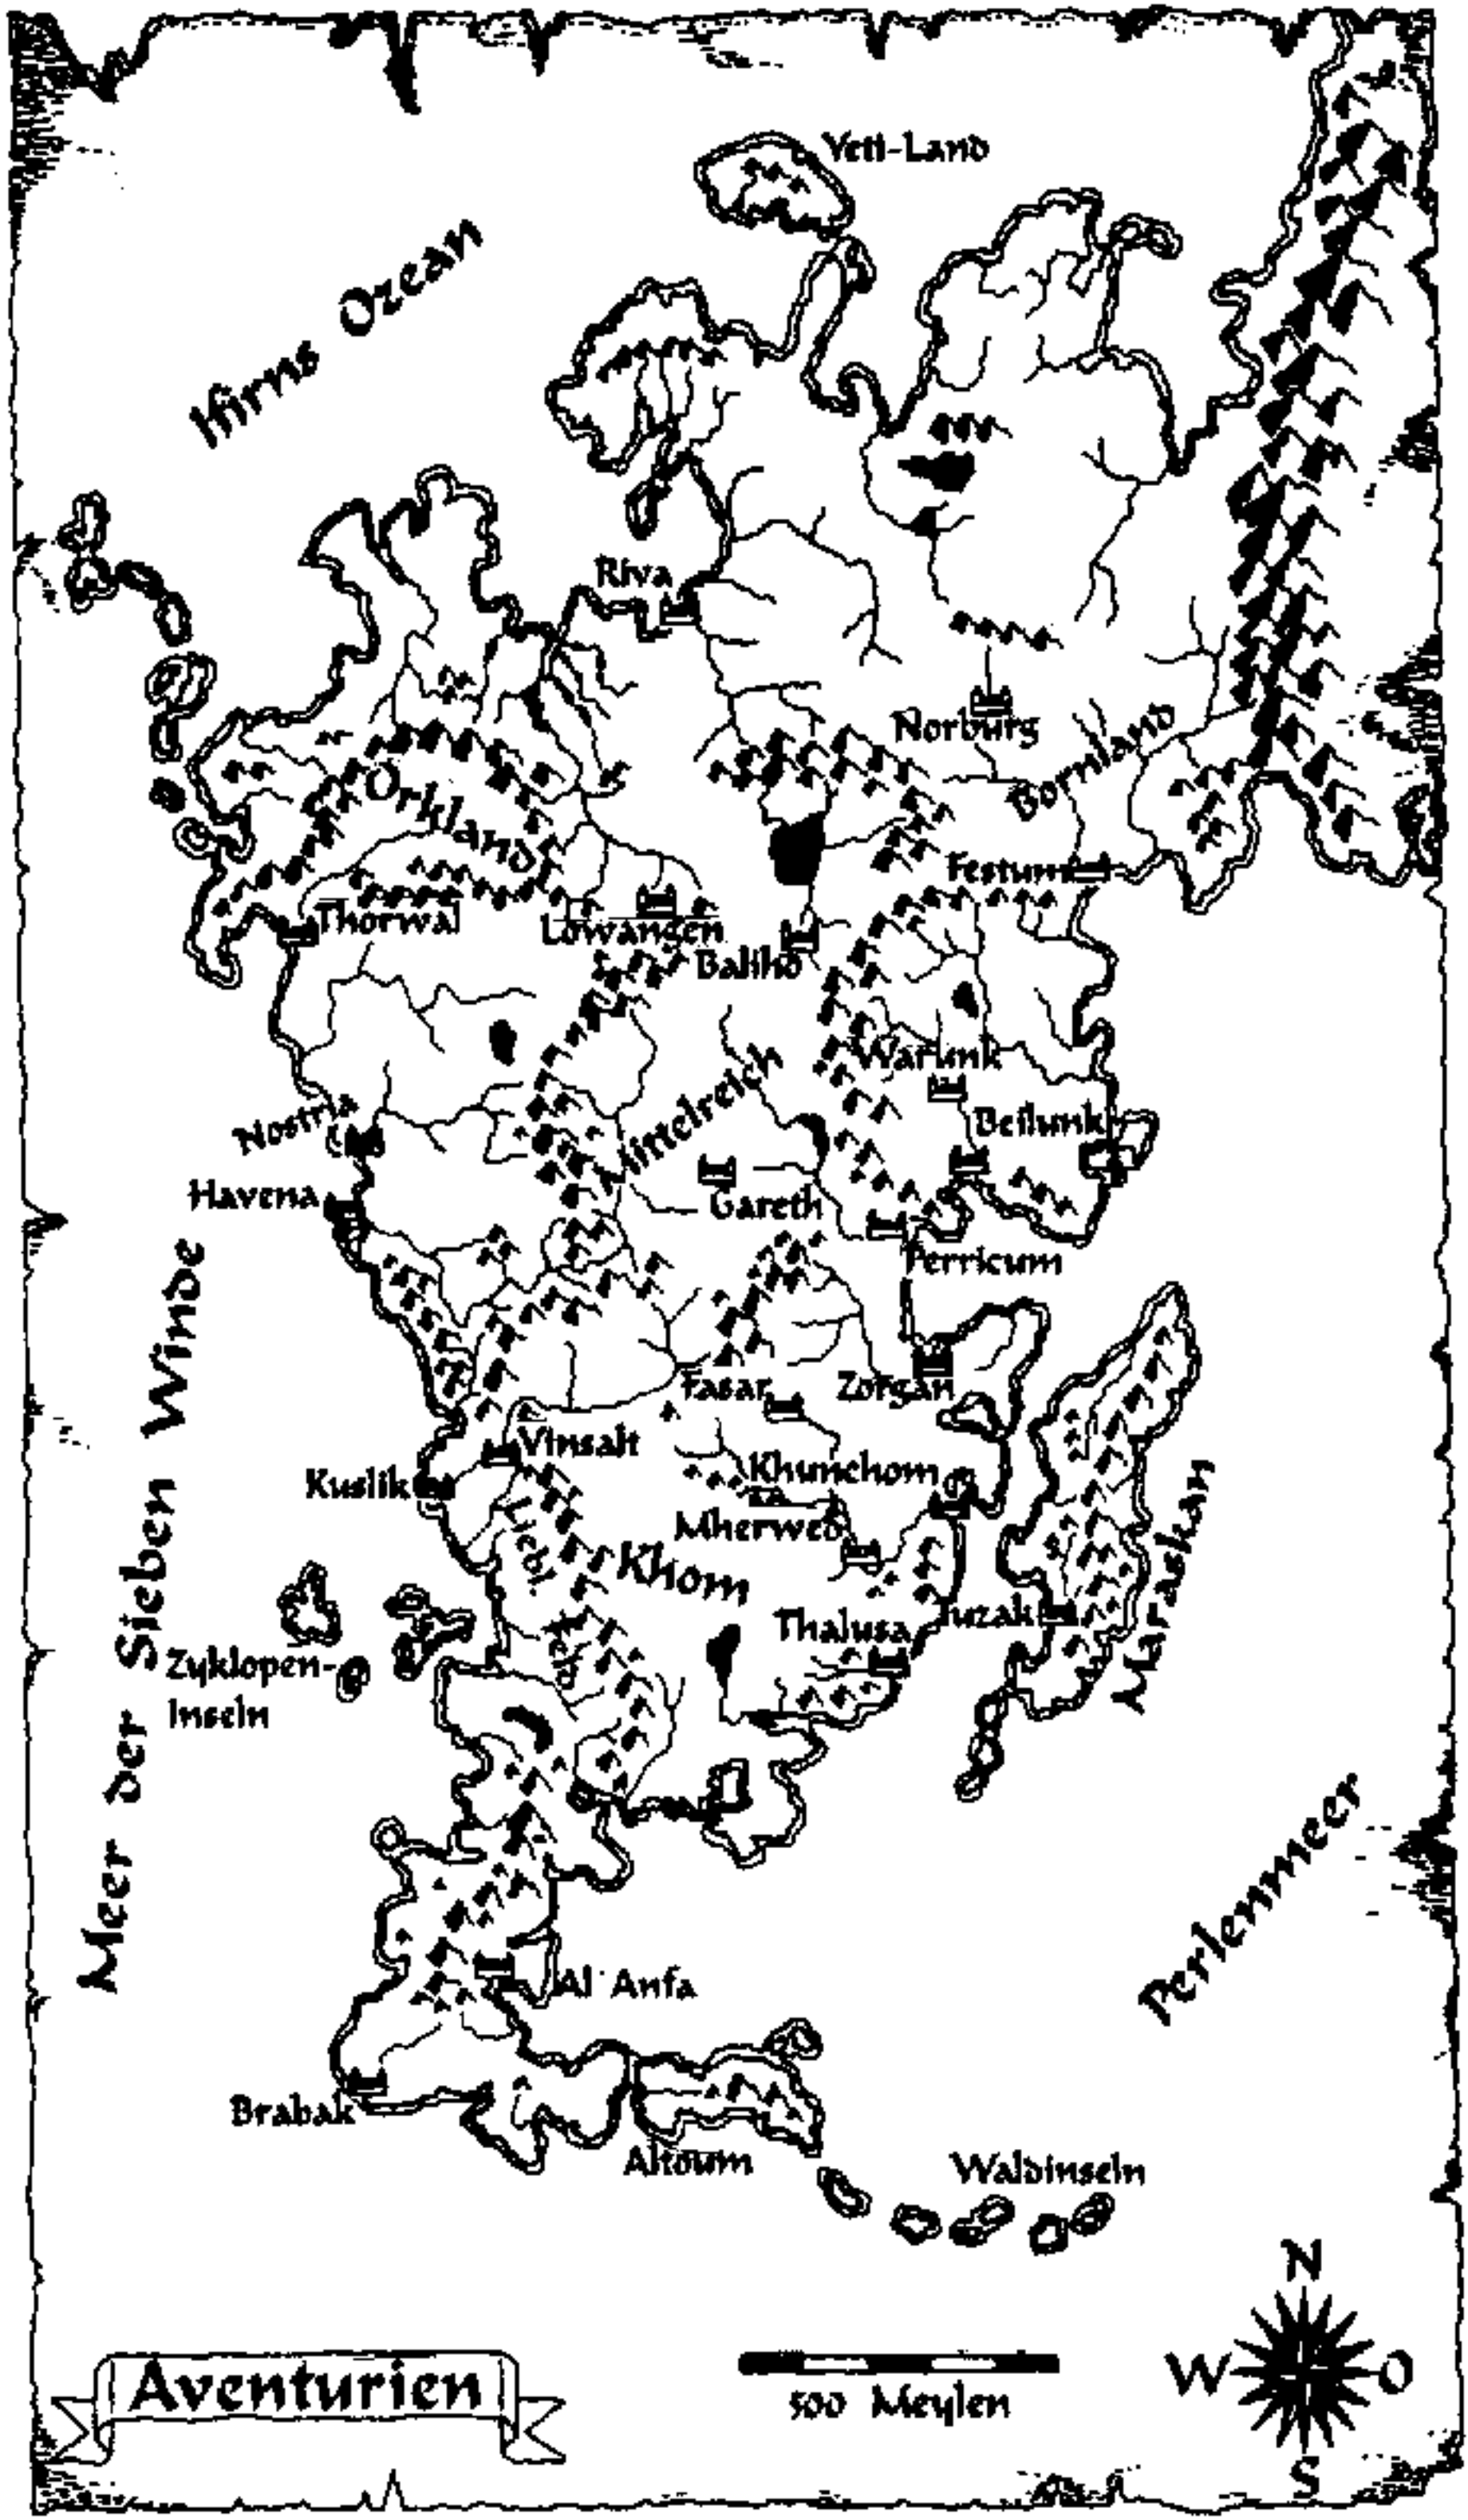 Yeti-Land
Ifirns Ozean
Riva
Norburg
Bornland
Orkland
Festum
Thorwal
Lowangen
Baliho
Warunk
Mittelreich
Nostria
Beilunk
Havena
Gareth
Perricum
Meer der Sieben Winde
Fasar
Zorgan
Vinsalt
Kuslik
Khunchom
Mherwed
Khom
Maraskan
Thalusa
Tuzak
Zyklopen-
Inseln
Perlenmeer
Al'Anfa
Brabak
Altoum
Waldinseln
N
W
O
S
Aventurien
500 Meylen